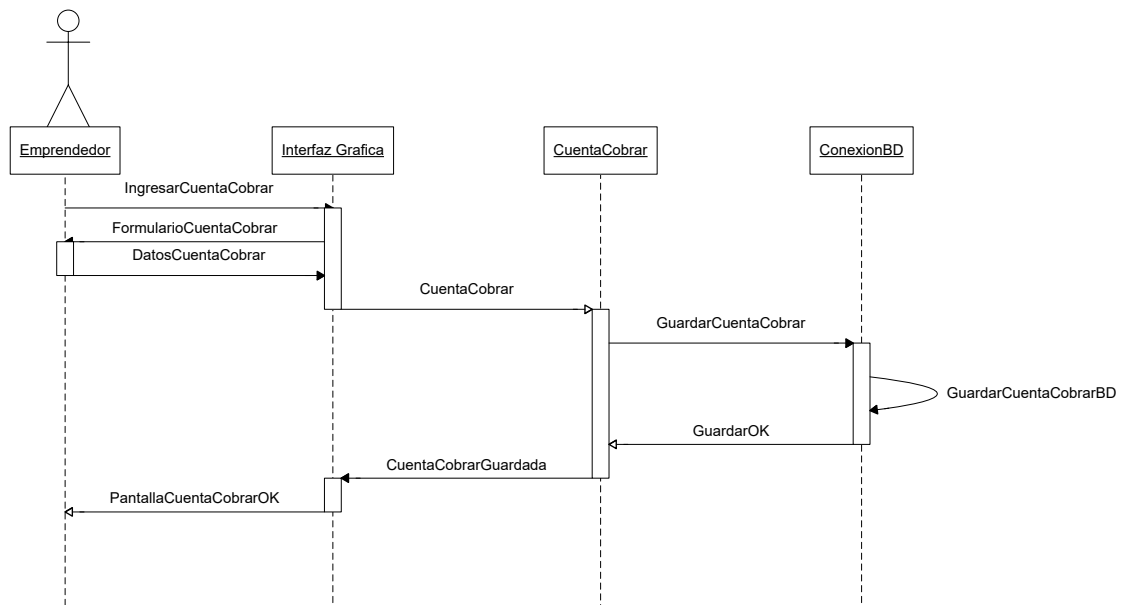 Emprendedor
Interfaz Grafica
CuentaCobrar
ConexionBD
IngresarCuentaCobrar
FormularioCuentaCobrar
DatosCuentaCobrar
CuentaCobrar
GuardarCuentaCobrar
GuardarCuentaCobrarBD
GuardarOK
CuentaCobrarGuardada
PantallaCuentaCobrarOK